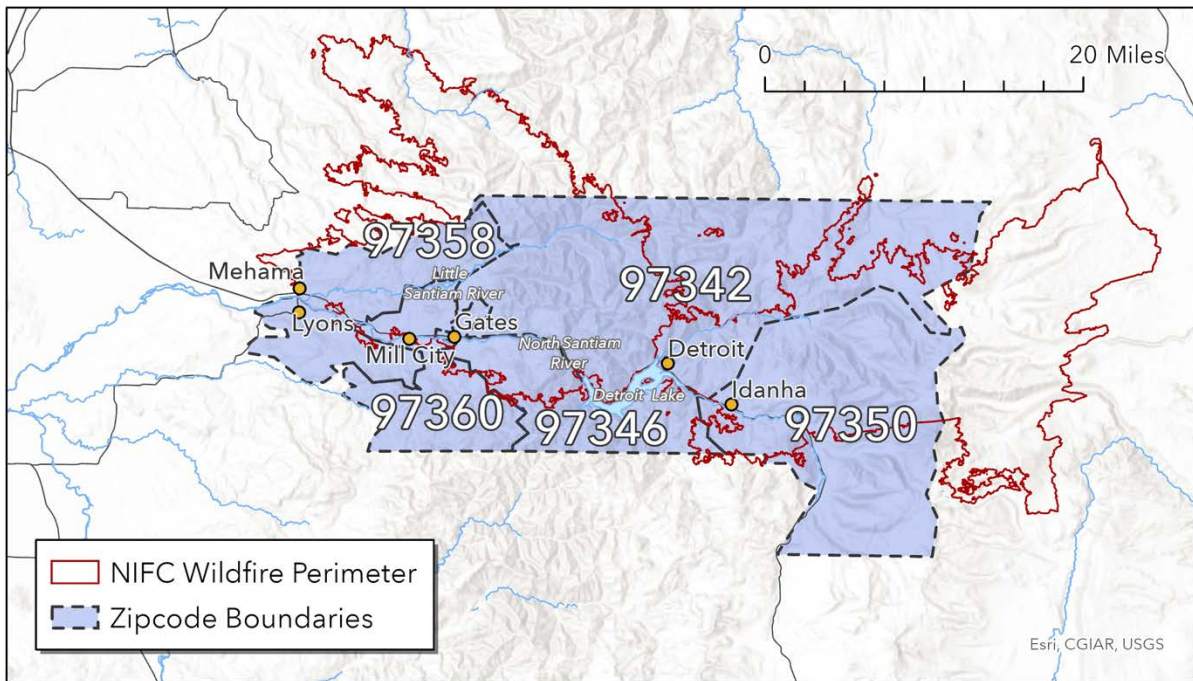 0 20 Miles
97358
Mehama
Little
Santiam River
97342
Lyons
Gates
Mill City
North Santiam
River
Detroit
Detroit Lake
Idanha
97360
97346
97350
NIFC Wildfire Perimeter
Zipcode Boundaries
Esri, CGIAR, USGS